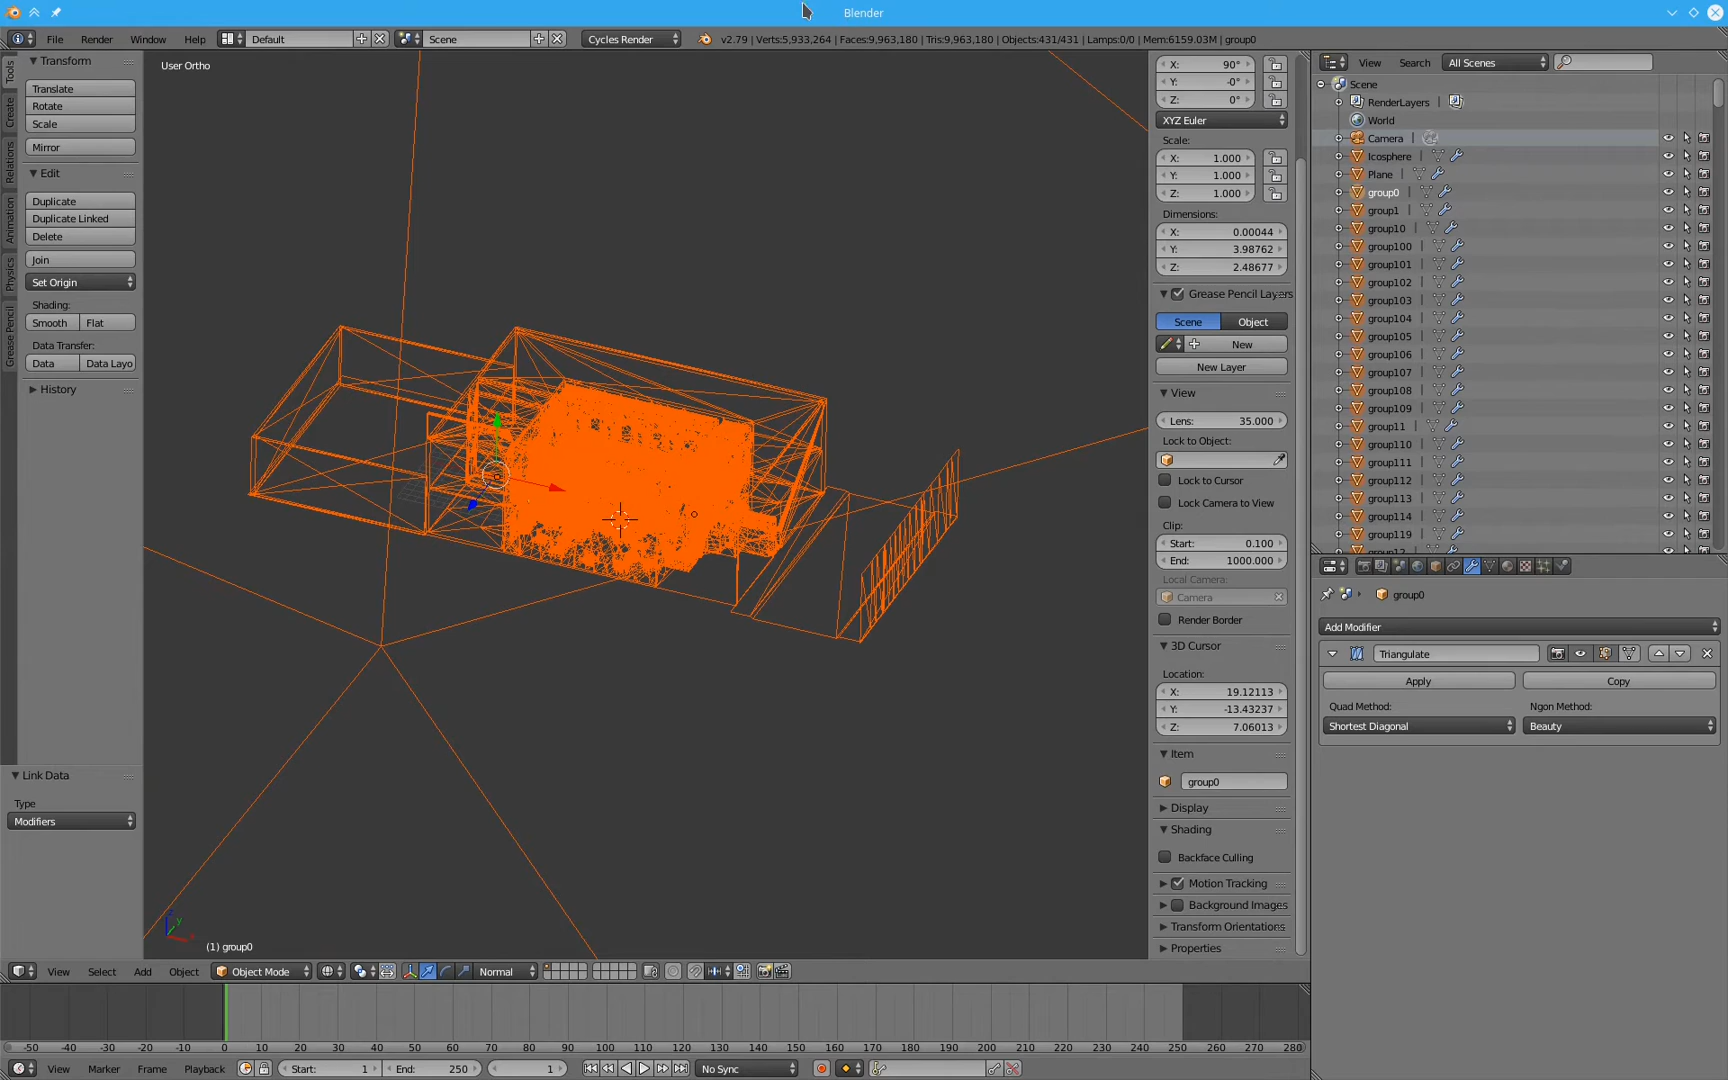 Blender
File Render Window Help Default Scene Cycles Render v2.79 | Verts:5,933,264 | Faces:9,963,180 | Tris:9,963,180 | Objects:431/431 | Lamps:0/0 | Mem:6159.03M | group0
Tools
Create
Relations
Animation
Physics
Grease Pencil
Transform
Translate
Rotate
Scale
Mirror
Edit
Duplicate
Duplicate Linked
Delete
Join
Set Origin
Shading:
Smooth Flat
Data Transfer:
Data Data Layo
History
Link Data
Type
Modifiers
User Ortho
(1) group0
X: 90°
Y: -0°
Z: 0°
XYZ Euler
Scale:
X: 1.000
Y: 1.000
Z: 1.000
Dimensions:
X: 0.00044
Y: 3.98762
Z: 2.48677
Grease Pencil Layers
Scene Object
New
New Layer
View
Lens: 35.000
Lock to Object:
Lock to Cursor
Lock Camera to View
Clip:
Start: 0.100
End: 1000.000
Local Camera:
Camera
Render Border
3D Cursor
Location:
X: 19.12113
Y: -13.43237
Z: 7.06013
Item
group0
Display
Shading
Backface Culling
Motion Tracking
Background Images
Transform Orientations
Properties
View Search All Scenes
Scene
RenderLayers |
World
Camera |
Icosphere |
Plane |
group0 |
group1 |
group10 |
group100 |
group101 |
group102 |
group103 |
group104 |
group105 |
group106 |
group107 |
group108 |
group109 |
group11 |
group110 |
group111 |
group112 |
group113 |
group114 |
group119 |
group12
group0
Add Modifier
Triangulate
Apply Copy
Quad Method: Ngon Method:
Shortest Diagonal Beauty
View Select Add Object Object Mode Normal
-50 -40 -30 -20 -10 0 10 20 30 40 50 60 70 80 90 100 110 120 130 140 150 160 170 180 190 200 210 220 230 240 250 260 270 280
View Marker Frame Playback Start: 1 End: 250 1 No Sync